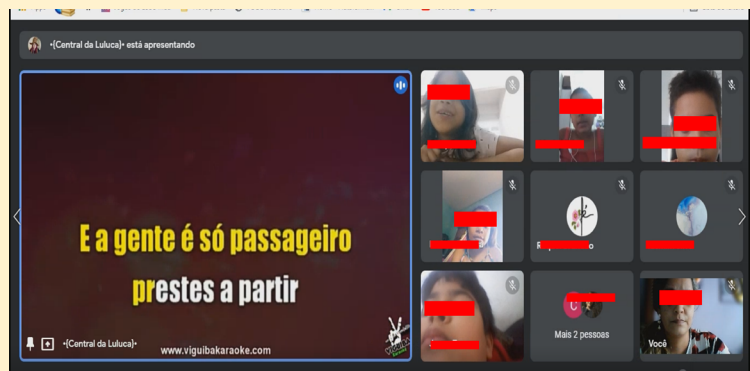 •{Central da Luluca}• está apresentando
E a gente é só passageiro
prestes a partir
•{Central da Luluca}•
www.viguibakaraoke.com
C
Mais 2 pessoas
Você